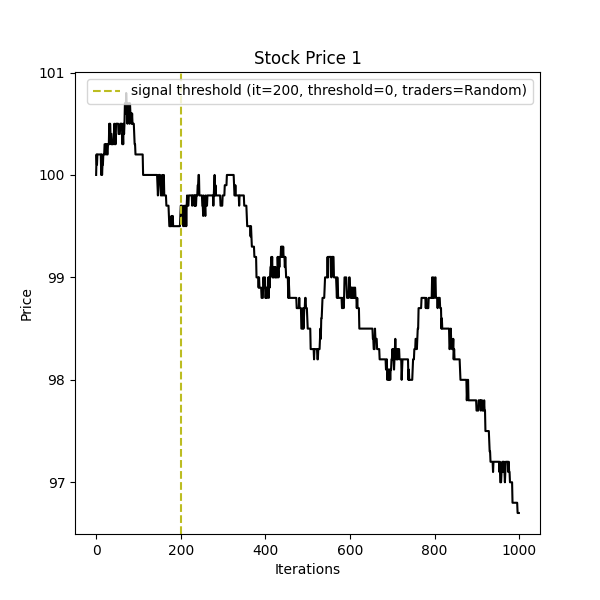 Stock Price 1
signal threshold (it=200, threshold=0, traders=Random)
101
100
99
98
97
Price
0 200 400 600 800 1000
Iterations